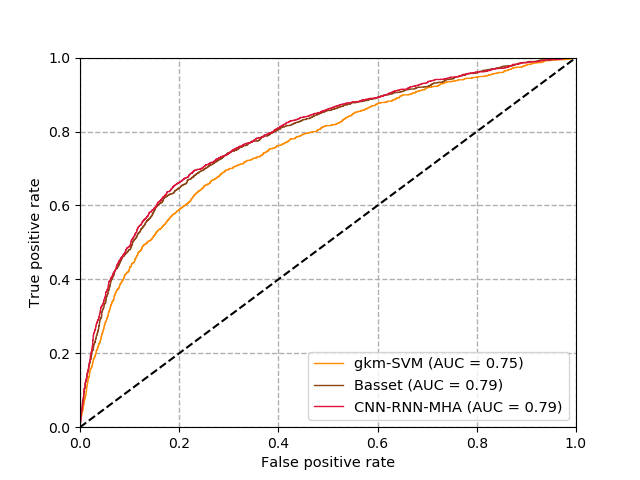 1.0
0.8
0.6
0.4
0.2
0.0
True positive rate
gkm-SVM (AUC = 0.75)
Basset (AUC = 0.79)
CNN-RNN-MHA (AUC = 0.79)
0.0 0.2 0.4 0.6 0.8 1.0
False positive rate